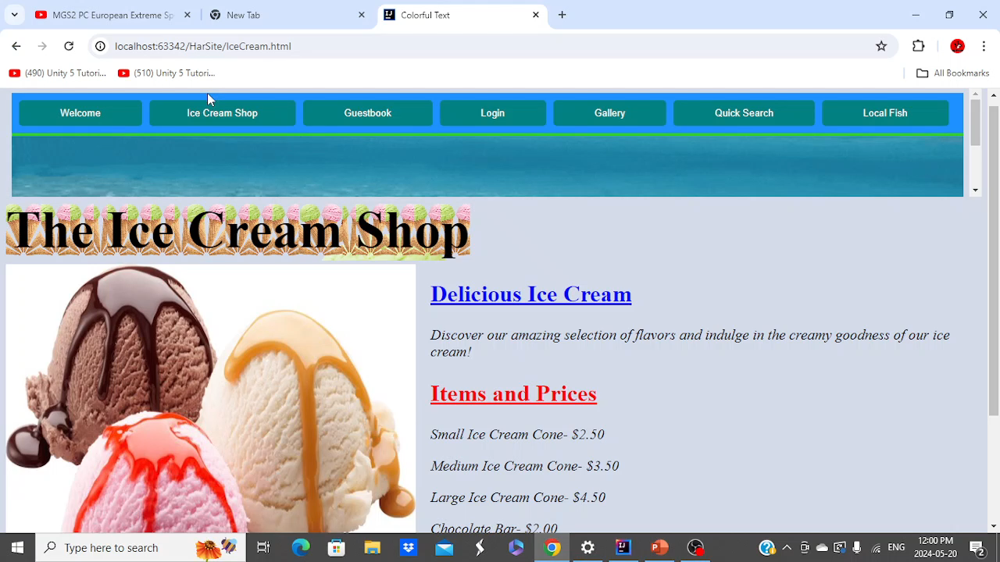 MGS2 PC European Extreme Sp
New Tab
Colorful Text
localhost:63342/HarSite/IceCream.html
(490) Unity 5 Tutori...
(510) Unity 5 Tutori...
All Bookmarks
Welcome
Ice Cream Shop
Guestbook
Login
Gallery
Quick Search
Local Fish
The Ice Cream Shop
Delicious Ice Cream
Discover our amazing selection of flavors and indulge in the creamy goodness of our ice
cream!
Items and Prices
Small Ice Cream Cone- $2.50
Medium Ice Cream Cone- $3.50
Large Ice Cream Cone- $4.50
Chocolate Bar- $2.00
Type here to search
ENG
12:00 PM
2024-05-20
2